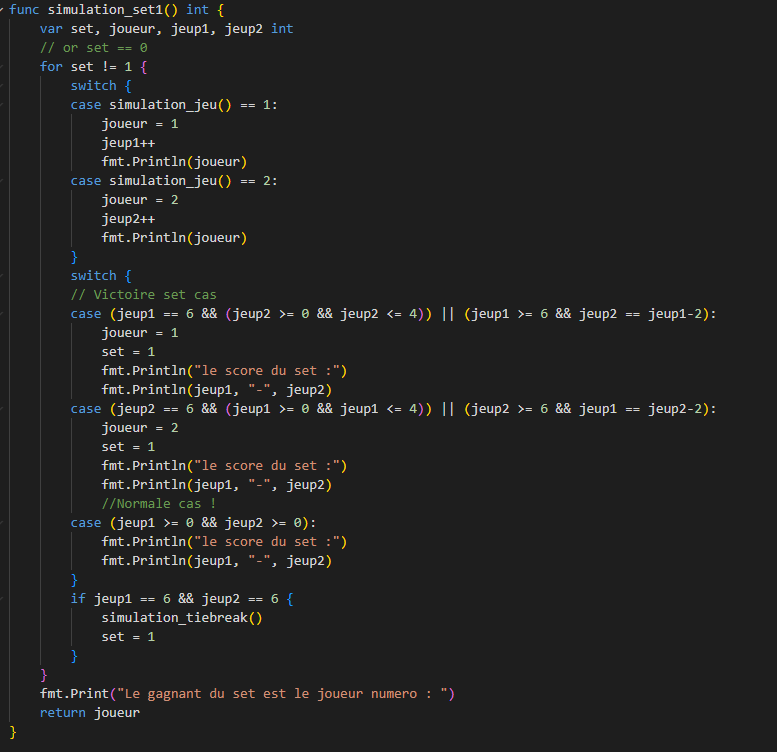 func simulation_set1() int {
    var set, joueur, jeup1, jeup2 int
    // or set == 0
    for set != 1 {
        switch {
        case simulation_jeu() == 1:
            joueur = 1
            jeup1++
            fmt.Println(joueur)
        case simulation_jeu() == 2:
            joueur = 2
            jeup2++
            fmt.Println(joueur)
        }
        switch {
        // Victoire set cas
        case (jeup1 == 6 && (jeup2 >= 0 && jeup2 <= 4)) || (jeup1 >= 6 && jeup2 == jeup1-2):
            joueur = 1
            set = 1
            fmt.Println("le score du set :")
            fmt.Println(jeup1, "-", jeup2)
        case (jeup2 == 6 && (jeup1 >= 0 && jeup1 <= 4)) || (jeup2 >= 6 && jeup1 == jeup2-2):
            joueur = 2
            set = 1
            fmt.Println("le score du set :")
            fmt.Println(jeup1, "-", jeup2)
            //Normale cas !
        case (jeup1 >= 0 && jeup2 >= 0):
            fmt.Println("le score du set :")
            fmt.Println(jeup1, "-", jeup2)
        }
        if jeup1 == 6 && jeup2 == 6 {
            simulation_tiebreak()
            set = 1
        }
    }
    fmt.Print("Le gagnant du set est le joueur numero : ")
    return joueur
}